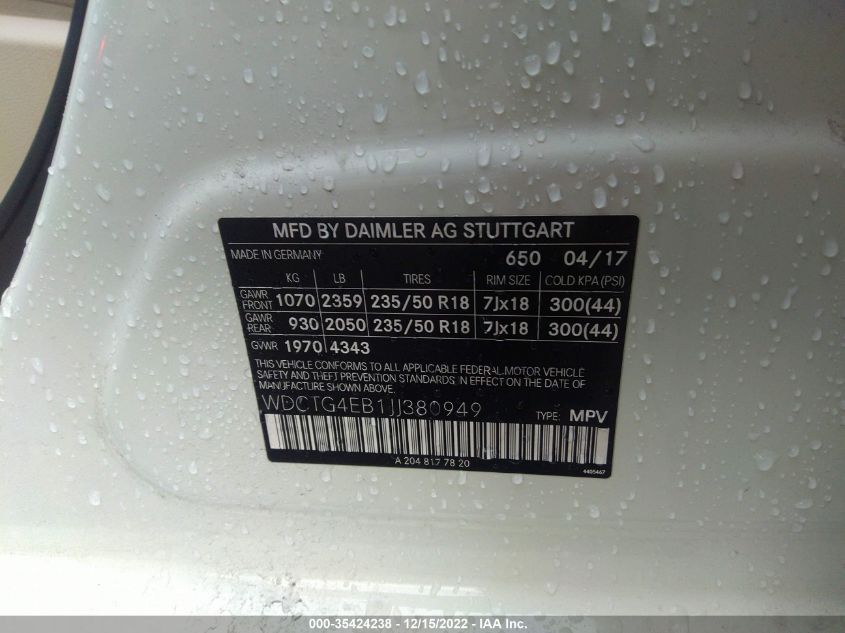 MFD BY DAIMLER AG STUTTGART
MADE IN GERMANY 650 04/17
KG LB TIRES RIM SIZE COLD KPA (PSI)
GAWR FRONT 1070 2359 235/50 R18 7Jx18 300(44)
GAWR REAR 930 2050 235/50 R18 7Jx18 300(44)
GVWR 1970 4343
THIS VEHICLE CONFORMS TO ALL APPLICABLE FEDERAL MOTOR VEHICLE
SAFETY AND THEFT PREVENTION STANDARDS IN EFFECT ON THE DATE OF
MANUFACTURE SHOWN ABOVE.
WDCTG4EB1JJ380949 TYPE: MPV
A 204 817 78 20 4405467
000-35424238 - 12/15/2022 - IAA Inc.